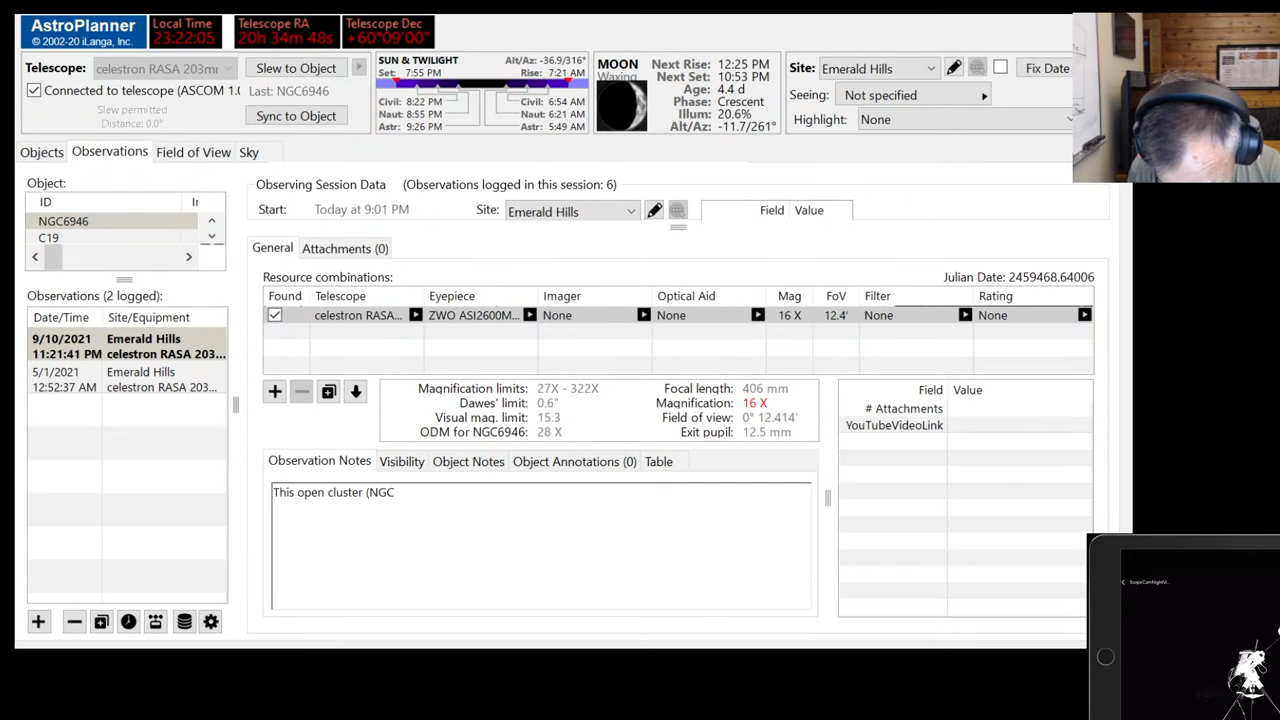 AstroPlanner
© 2002-20 iLanga, Inc.
Local Time
23:22:05
Telescope RA
20h 34m 48s
Telescope Dec
+60°09'00"
Telescope:
celestron RASA 203mr
Slew to Object
Connected to telescope (ASCOM 1.0
Last: NGC6946
Slew permitted
Distance: 0.0°
Sync to Object
SUN & TWILIGHT
Alt/Az: -36.9/316°
Set: 7:55 PM
Rise: 7:21 AM
Civil: 8:22 PM
Civil: 6:54 AM
Naut: 8:55 PM
Naut: 6:21 AM
Astr: 9:26 PM
Astr: 5:49 AM
MOON
Waxing
Next Rise: 12:25 PM
Next Set: 10:53 PM
Age: 4.4 d
Phase: Crescent
Illum: 20.6%
Alt/Az: -11.7/261°
Site: Emerald Hills
Fix Date
Seeing: Not specified
Highlight: None
Objects
Observations
Field of View
Sky
Object:
ID
NGC6946
C19
Observations (2 logged):
Date/Time
Site/Equipment
9/10/2021 Emerald Hills
11:21:41 PM celestron RASA 203...
5/1/2021 Emerald Hills
12:52:37 AM celestron RASA 203...
Observing Session Data
(Observations logged in this session: 6)
Start: Today at 9:01 PM
Site: Emerald Hills
Field Value
General
Attachments (0)
Resource combinations:
Julian Date: 2459468.64006
Found Telescope Eyepiece Imager Optical Aid Mag FoV Filter Rating
celestron RASA... ZWO ASI2600M... None None 16 X 12.4' None None
Magnification limits: 27X - 322X
Dawes' limit: 0.6"
Visual mag. limit: 15.3
ODM for NGC6946: 28 X
Focal length: 406 mm
Magnification: 16 X
Field of view: 0° 12.414'
Exit pupil: 12.5 mm
Field Value
# Attachments
YouTubeVideoLink
Observation Notes
Visibility
Object Notes
Object Annotations (0)
Table
This open cluster (NGC
ScopeCamNightVi...